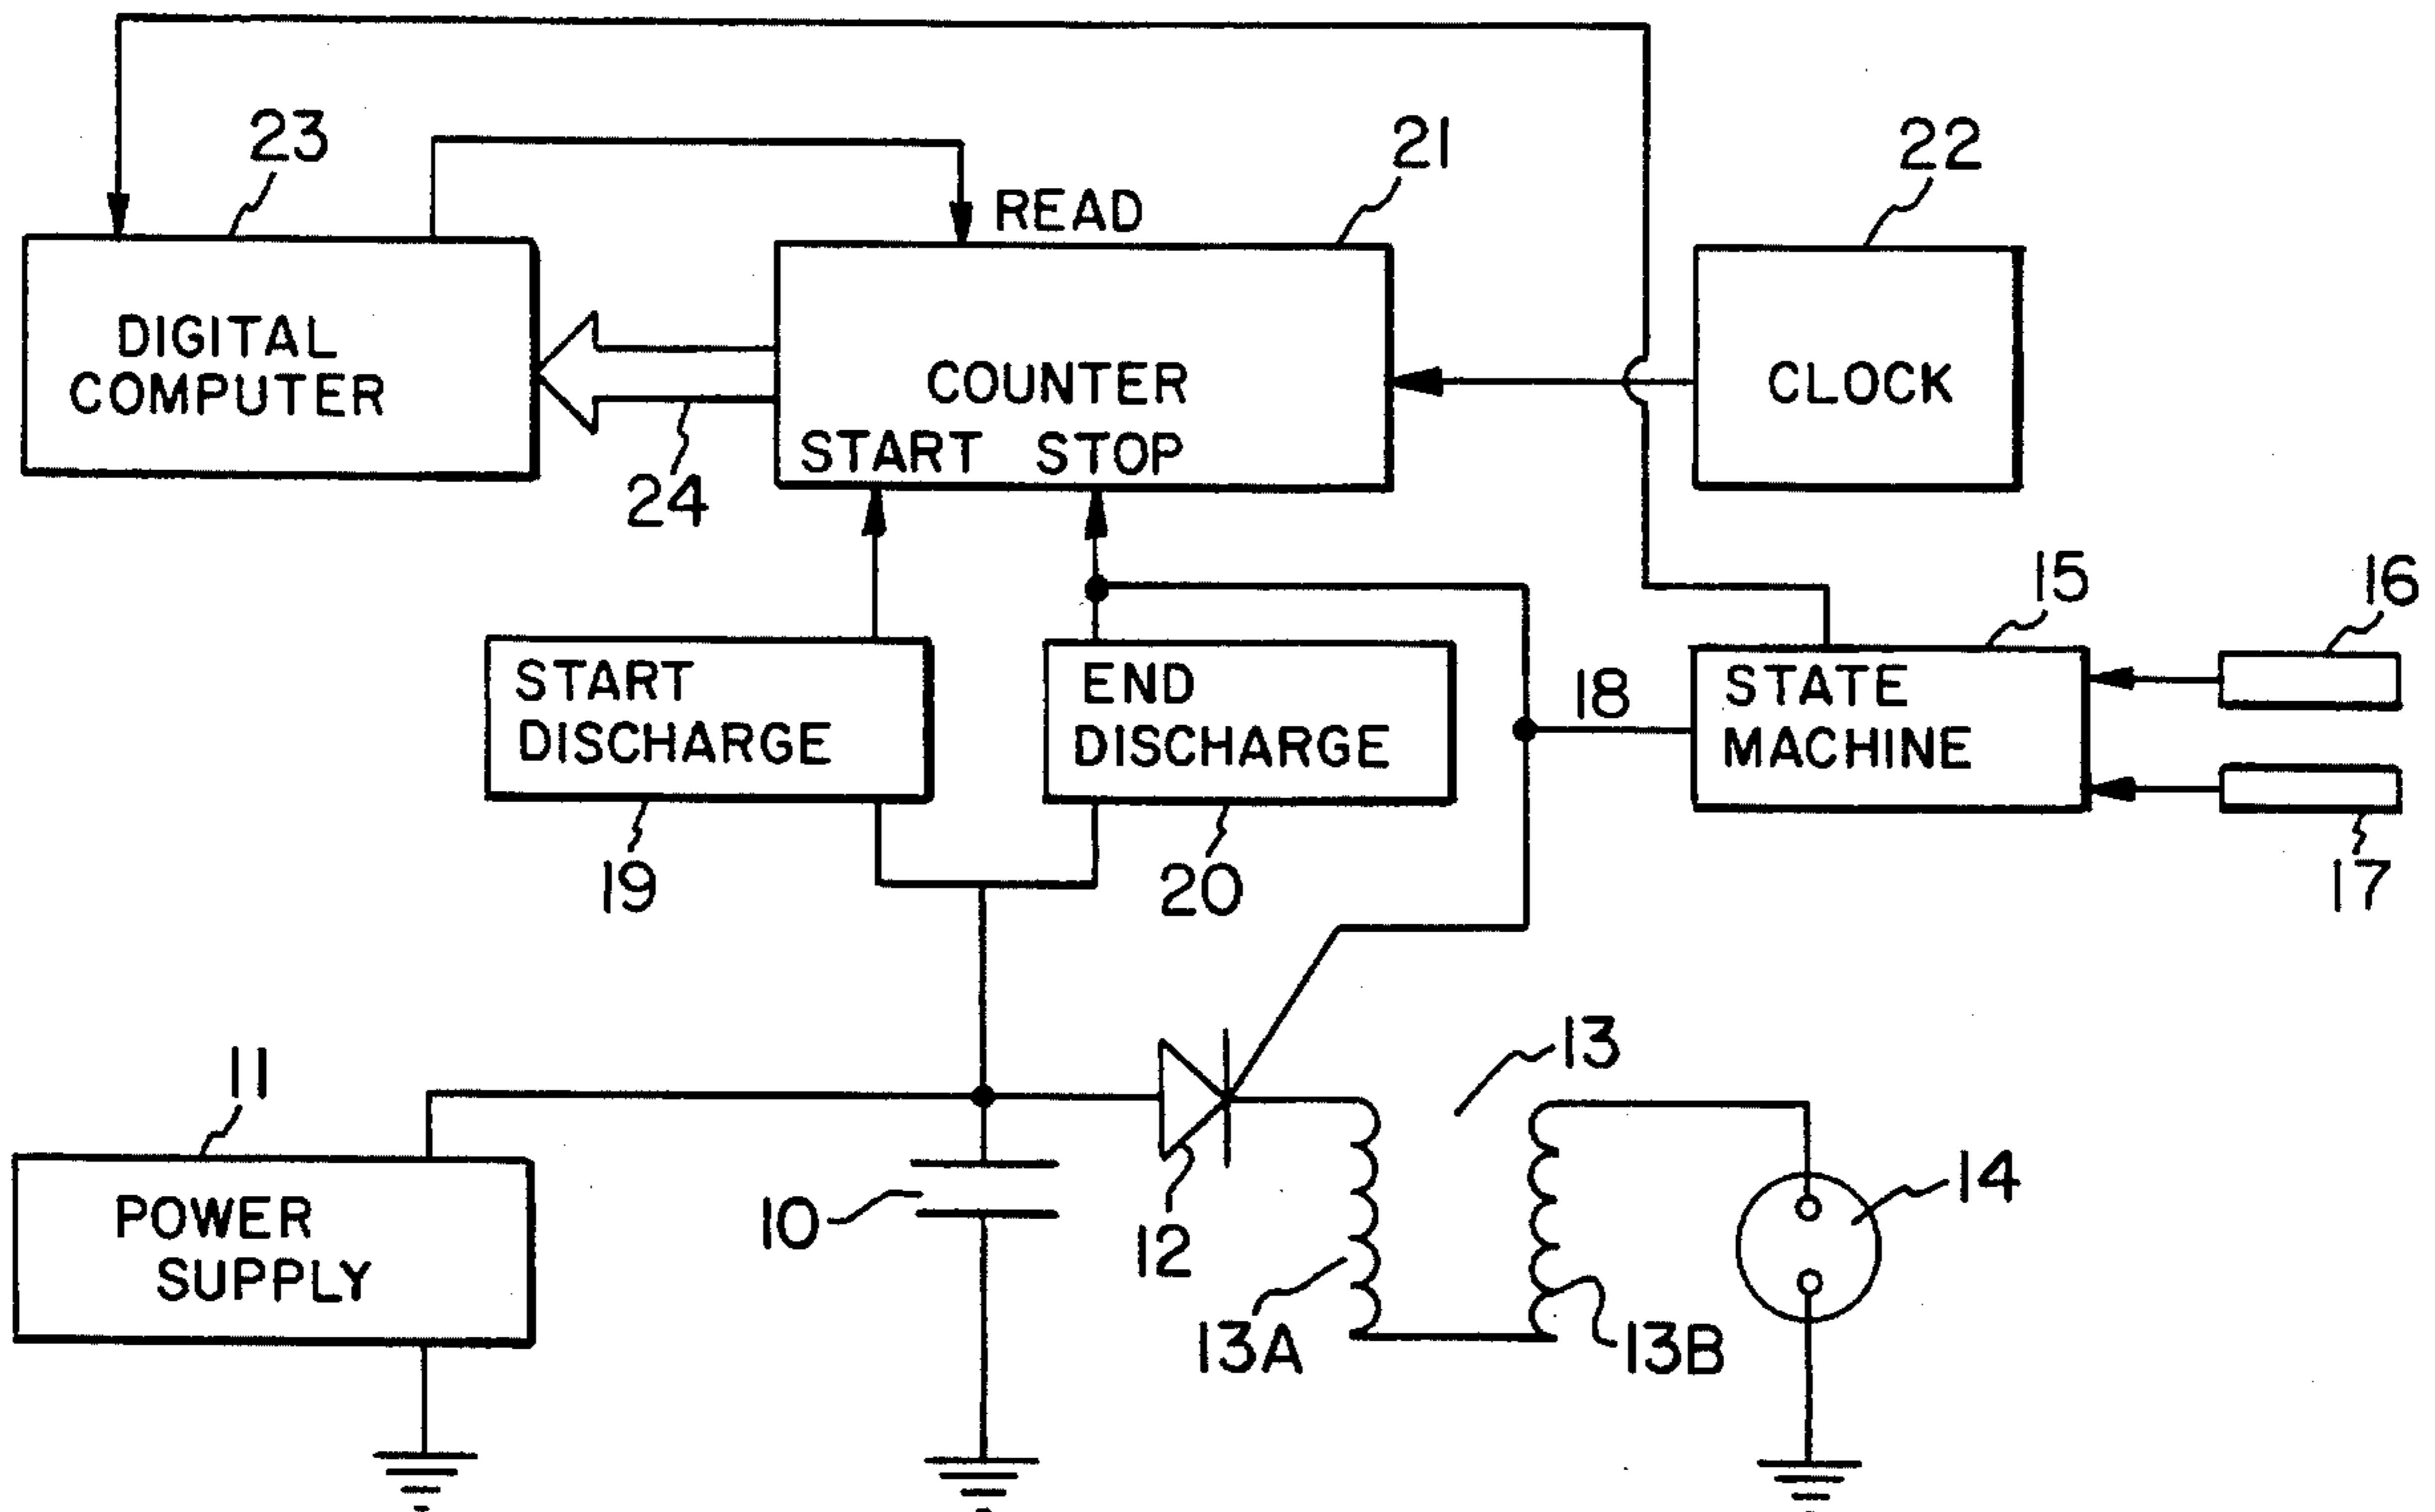 23
21
22
READ
DIGITAL
COMPUTER
COUNTER
START STOP
CLOCK
24
15
16
START
DISCHARGE
END
DISCHARGE
18
STATE
MACHINE
19
20
17
11
13
POWER
SUPPLY
10
12
14
13A
13B